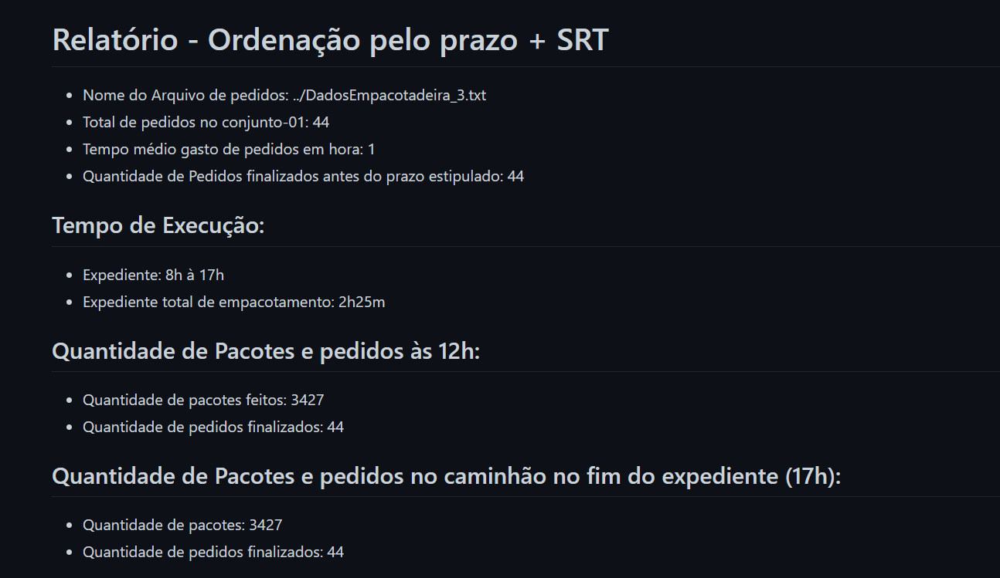 Relatório - Ordenação pelo prazo + SRT
Nome do Arquivo de pedidos: ../DadosEmpacotadeira_3.txt
Total de pedidos no conjunto-01: 44
Tempo médio gasto de pedidos em hora: 1
Quantidade de Pedidos finalizados antes do prazo estipulado: 44
Tempo de Execução:
Expediente: 8h à 17h
Expediente total de empacotamento: 2h25m
Quantidade de Pacotes e pedidos às 12h:
Quantidade de pacotes feitos: 3427
Quantidade de pedidos finalizados: 44
Quantidade de Pacotes e pedidos no caminhão no fim do expediente (17h):
Quantidade de pacotes: 3427
Quantidade de pedidos finalizados: 44